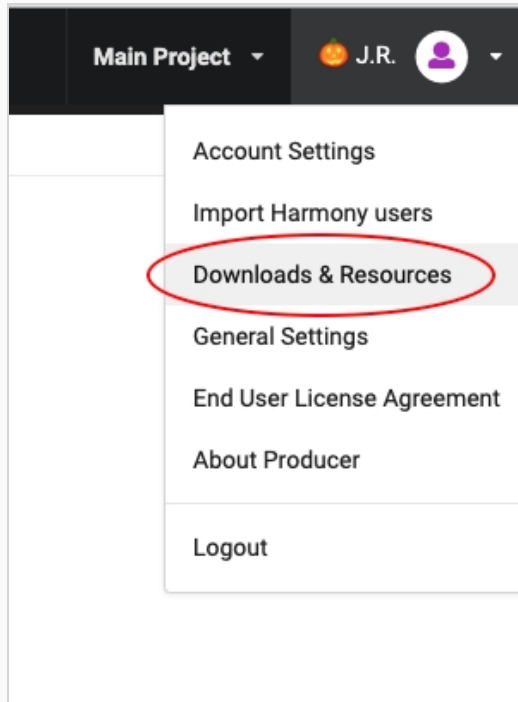 Main Project
🎃 J.R.
Account Settings
Import Harmony users
Downloads & Resources
General Settings
End User License Agreement
About Producer
Logout